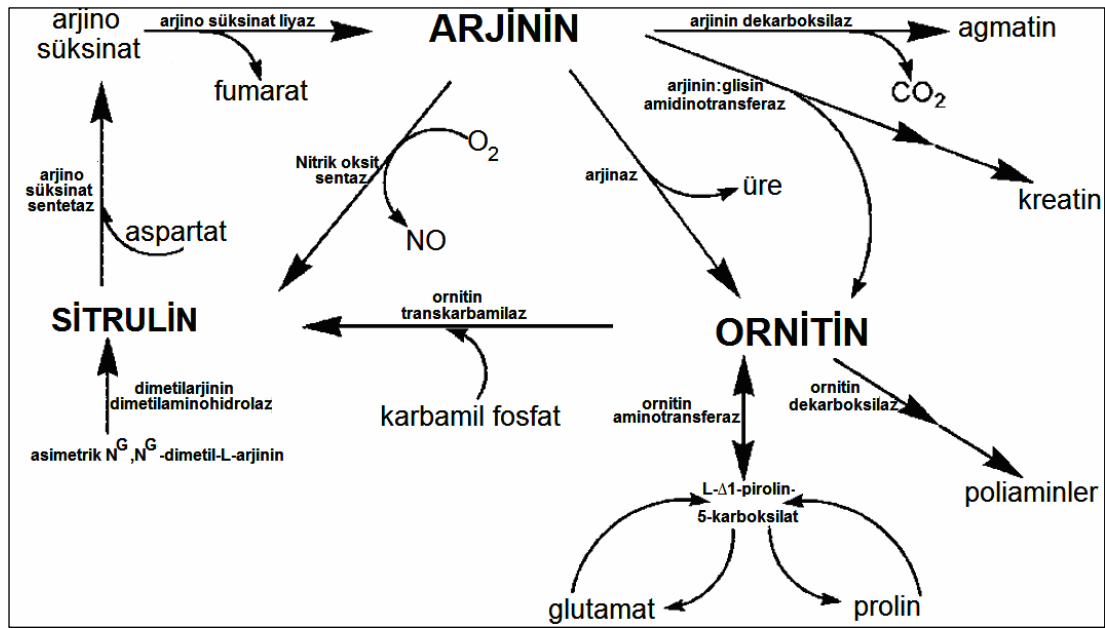 arjino
süksinat
arjino süksinat liyaz
fumarat
ARJİNİN
arjinin dekarboksilaz
agmatin
CO2
arjinin:glisin
amidinotransferaz
kreatin
arjino
süksinat
sentetaz
aspartat
Nitrik oksit
sentaz
O2
NO
arjinaz
üre
SİTRULİN
ornitin
transkarbamilaz
karbamil fosfat
ORNİTİN
dimetilarjinin
dimetilaminohidrolaz
asimetrik NG,NG-dimetil-L-arjinin
ornitin
aminotransferaz
ornitin
dekarboksilaz
poliaminler
L-Δ1-pirolin-
5-karboksilat
glutamat
prolin